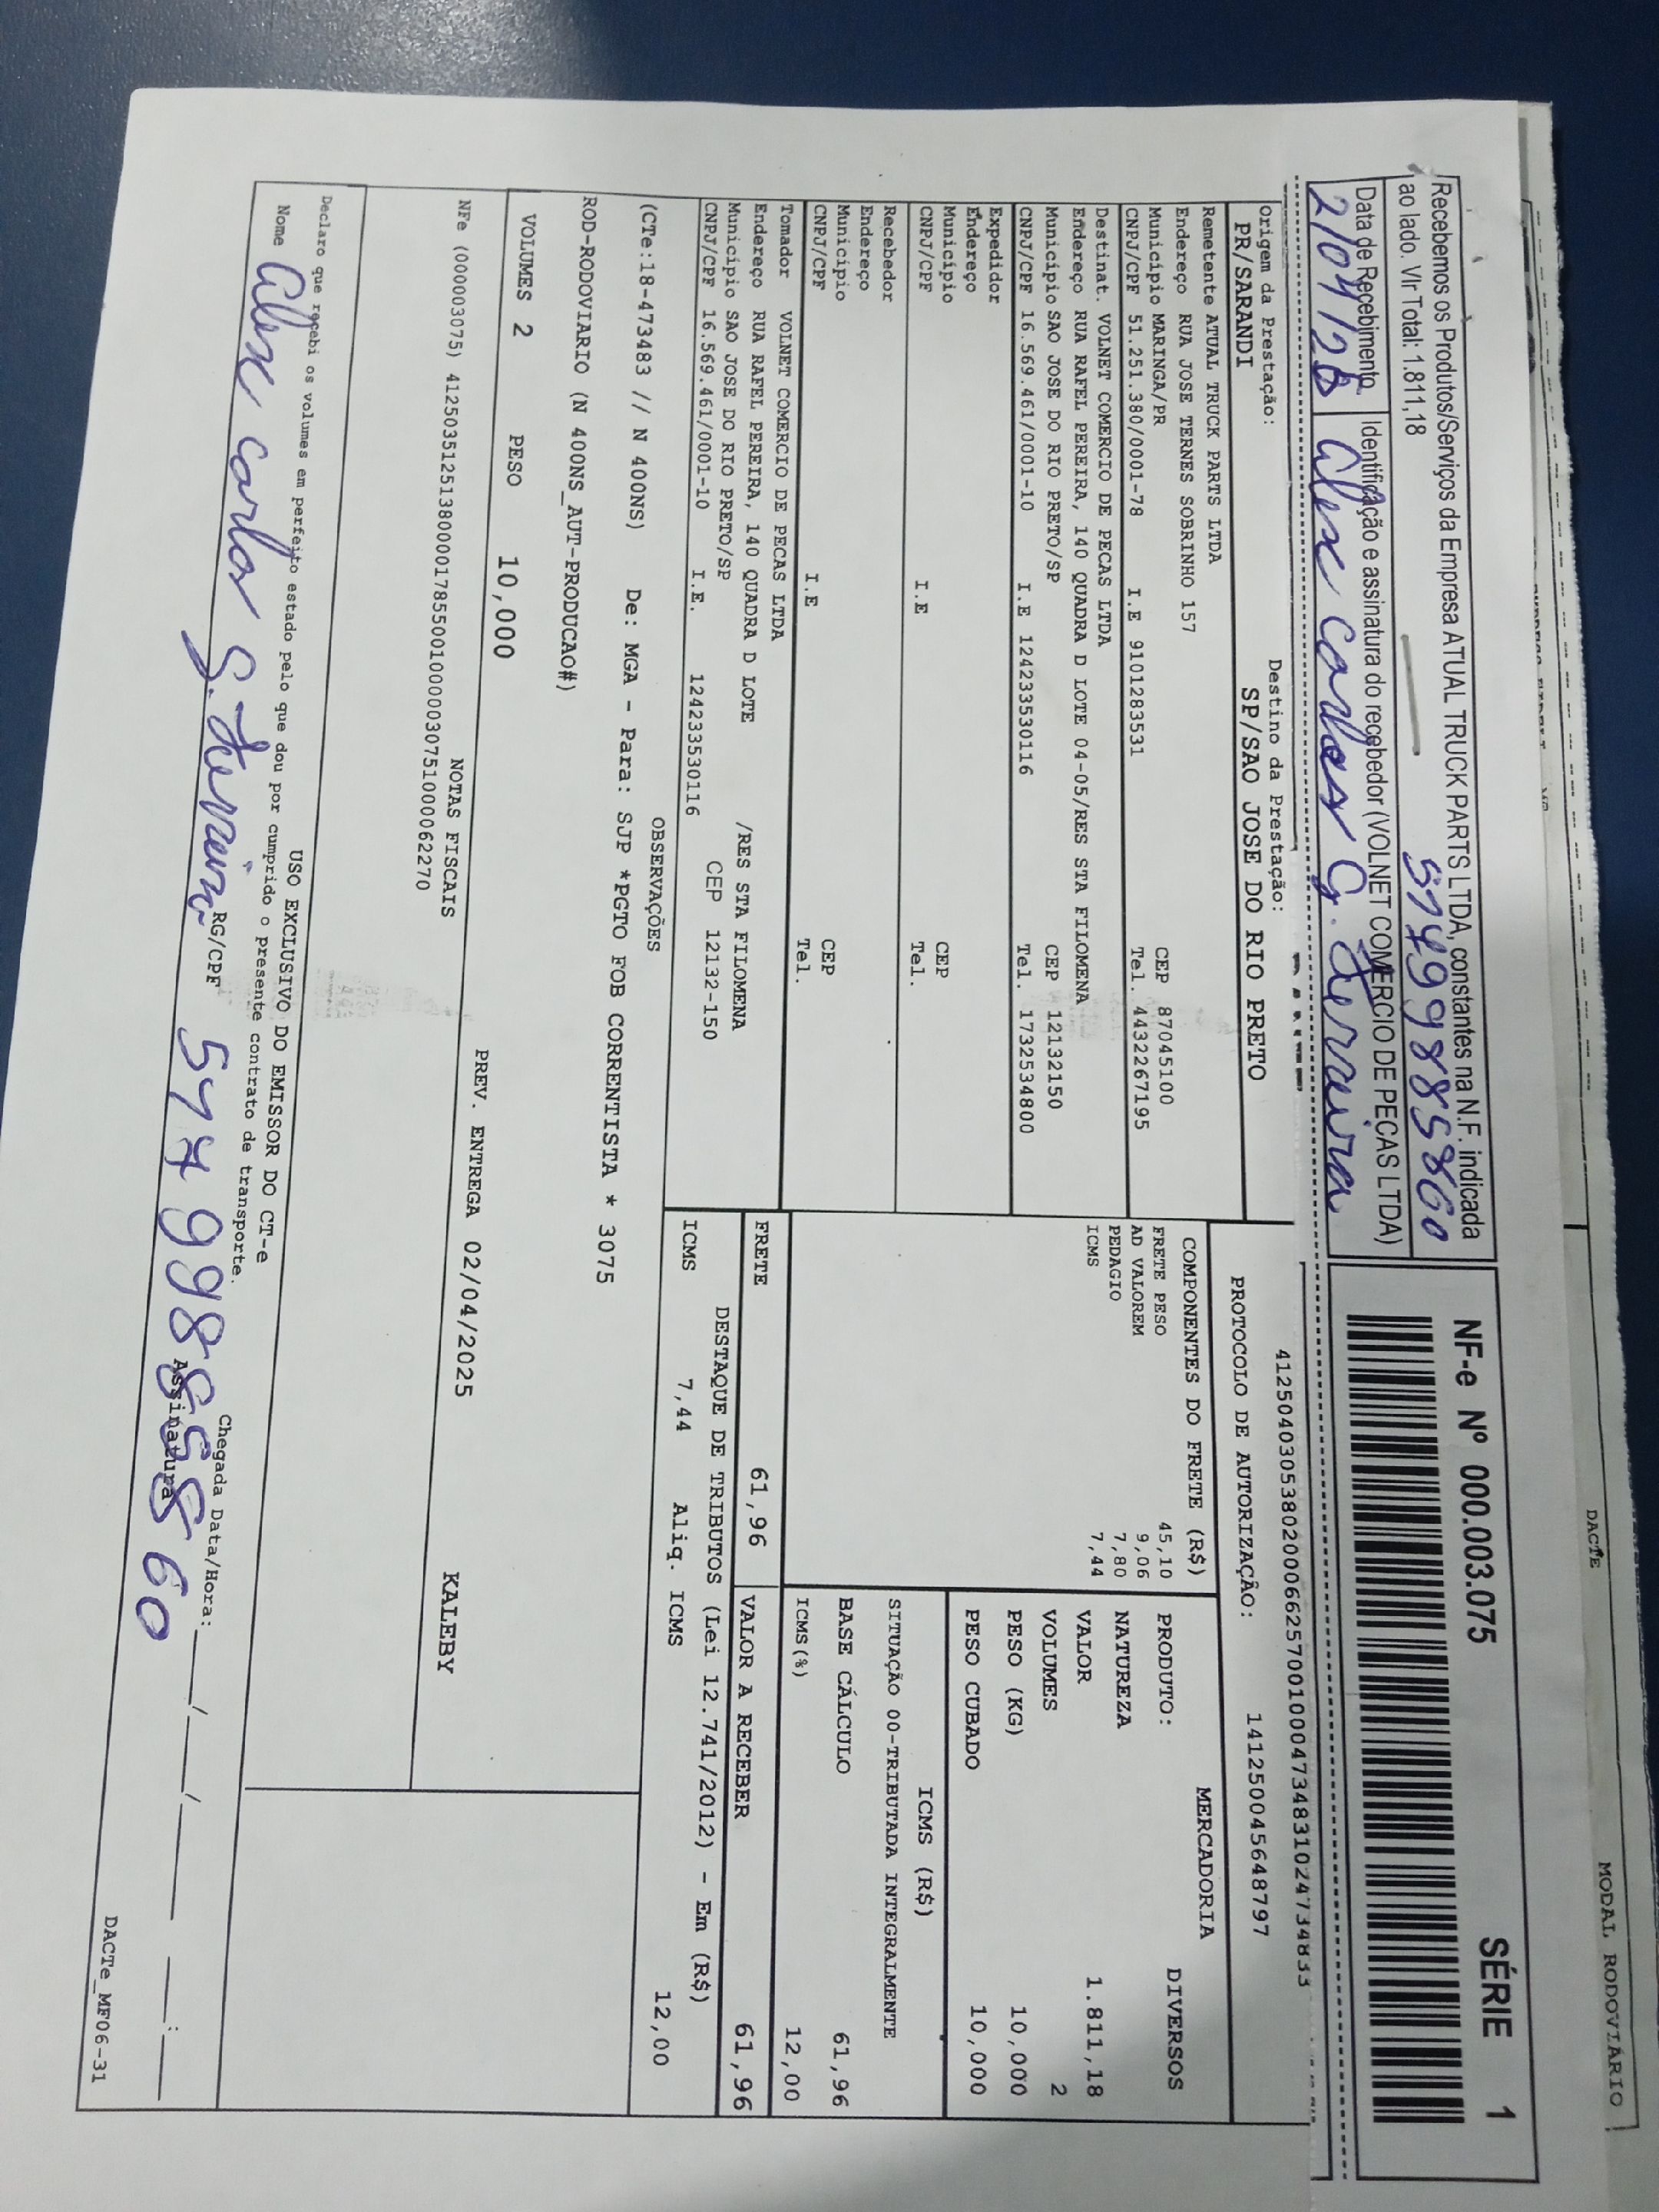 DACTE
MODAL RODOVIÁRIO
Recebemos os Produtos/Serviços da Empresa ATUAL TRUCK PARTS LTDA, constantes na N.F. indicada
ao lado. Vlr Total: 1.811,18
Data de Recebimento
Identificação e assinatura do recebedor (VOLNET COMERCIO DE PECAS LTDA)
Alex Carlos G. Ferreira
NF-e Nº 000.003.075
SÉRIE 1
Origem da Prestação:
PR/SARANDI
Destino da Prestação:
SP/SAO JOSE DO RIO PRETO
PROTOCOLO DE AUTORIZAÇÃO:
141250045648797
Remetente ATUAL TRUCK PARTS LTDA
Endereço RUA JOSE TERNES SOBRINHO 157
Municipio MARINGA/PR CEP 87045100
CNPJ/CPF 51.251.380/0001-78 I.E 9101283531 Tel. 443226​7195
Destinat. VOLNET COMERCIO DE PECAS LTDA
Endereço RUA RAFEL PEREIRA, 140 QUADRA D LOTE 04-05/RES STA FILOMENA
Municipio SAO JOSE DO RIO PRETO/SP CEP 12132150
CNPJ/CPF 16.569.461/0001-10 I.E 124233530116 Tel. 1732534800
Expedidor
Endereço
Municipio CEP
CNPJ/CPF I.E Tel.
Recebedor
Endereço
Municipio CEP
CNPJ/CPF I.E Tel.
Tomador VOLNET COMERCIO DE PECAS LTDA
Endereço RUA RAFEL PEREIRA, 140 QUADRA D LOTE /RES STA FILOMENA
Municipio SAO JOSE DO RIO PRETO/SP CEP 12132-150
CNPJ/CPF 16.569.461/0001-10 I.E. 124233530116
COMPONENTES DO FRETE (R$)
FRETE PESO 45,10
AD VALOREM 9,06
PEDAGIO 7,80
ICMS 7,44
MERCADORIA
PRODUTO: DIVERSOS
NATUREZA
VALOR 1.811,18
VOLUMES 2
PESO (KG) 10,000
PESO CUBADO 10,000
ICMS (R$)
SITUAÇÃO 00-TRIBUTADA INTEGRALMENTE
BASE CÁLCULO 61,96
ICMS(%) 12,00
FRETE 61,96
VALOR A RECEBER 61,96
DESTAQUE DE TRIBUTOS (Lei 12.741/2012) - Em (R$)
ICMS 7,44 Aliq. ICMS 12,00
OBSERVAÇÕES
(CTe:18-473483 // N 400NS) De: MGA - Para: SJP *PGTO FOB CORRENTISTA * 3075
ROD-RODOVIARIO (N 400NS_AUT-PRODUCAO#)
VOLUMES 2 PESO 10,000
PREV. ENTREGA 02/04/2025 KALEBY
NOTAS FISCAIS
NFe (000003075) 41250351251380000178550010000030751000062270
USO EXCLUSIVO DO EMISSOR DO CT-e
Declaro que recebi os volumes em perfeito estado pelo que dou por cumprido o presente contrato de transporte.
Nome Alex Carlos G. Ferreira RG/CPF
Chegada Data/Hora: __/__/____ __:__
Assinatura
DACTe_MF06-31